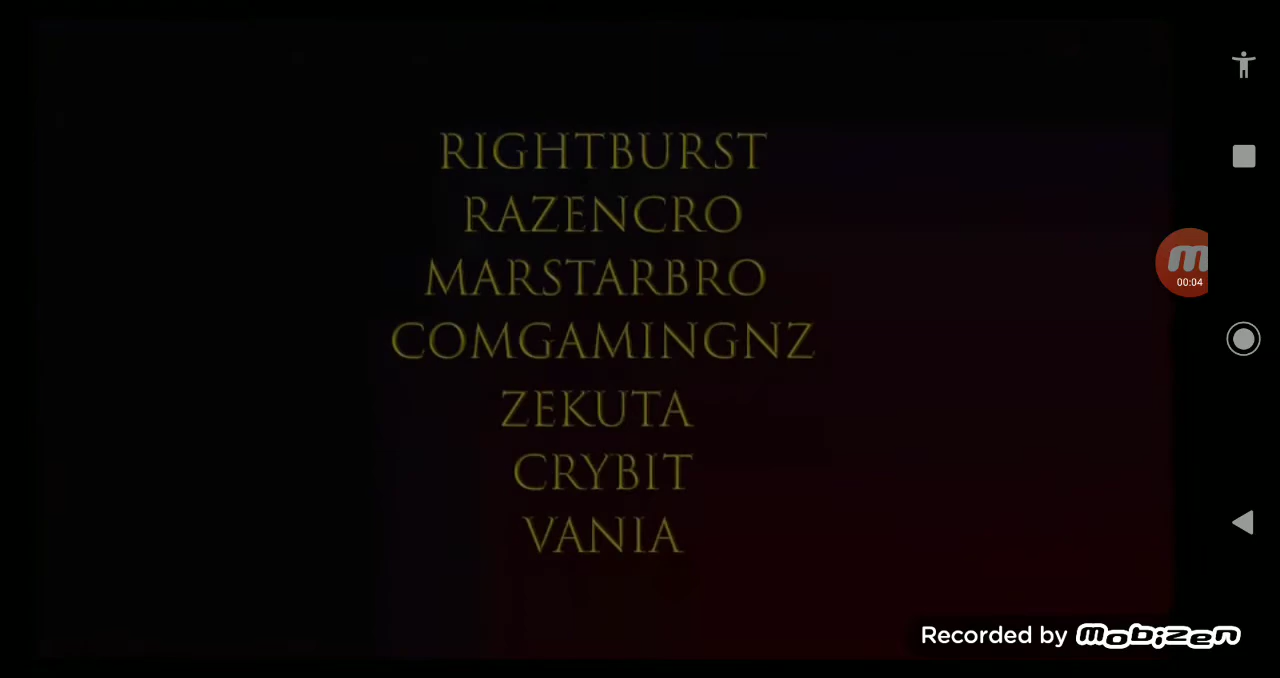 RIGHTBURST
RAZENCRO
MARSTARBRO
COMGAMINGNZ
ZEKUTA
CRYBIT
VANIA
m
00:04
Recorded by mobizen